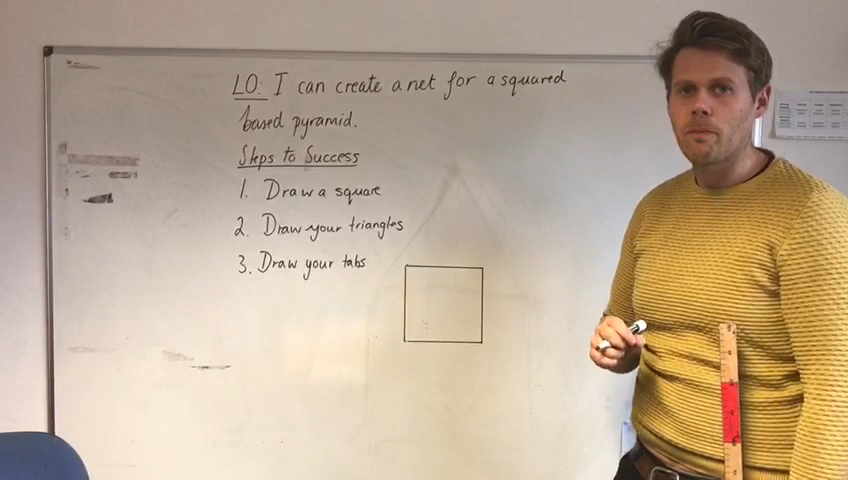 LO: I can create a net for a squared
based pyramid.
Steps to Success
1. Draw a square
2. Draw your triangles
3. Draw your tabs